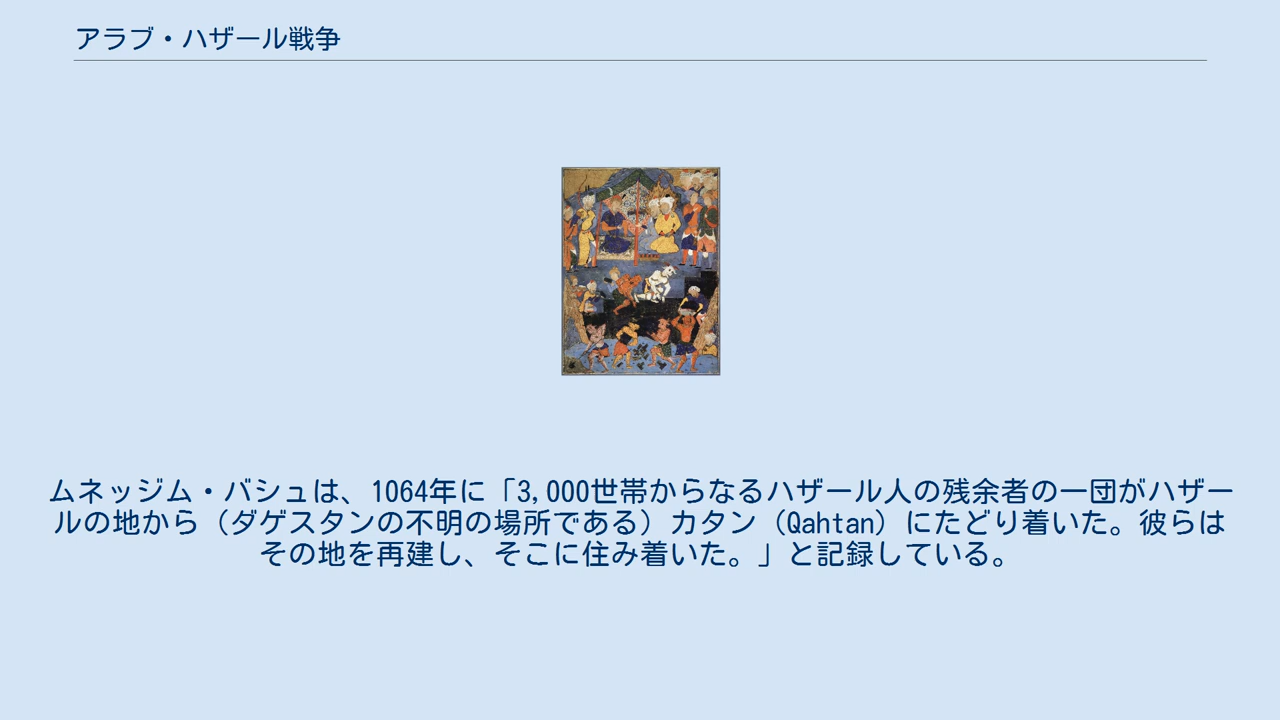 アラブ・ハザール戦争
ムネッジム・バシュは、1064年に「3,000世帯からなるハザール人の残余者の一団がハザー
ルの地から（ダゲスタンの不明の場所である）カタン（Qahtan）にたどり着いた。彼らは
その地を再建し、そこに住み着いた。」と記録している。